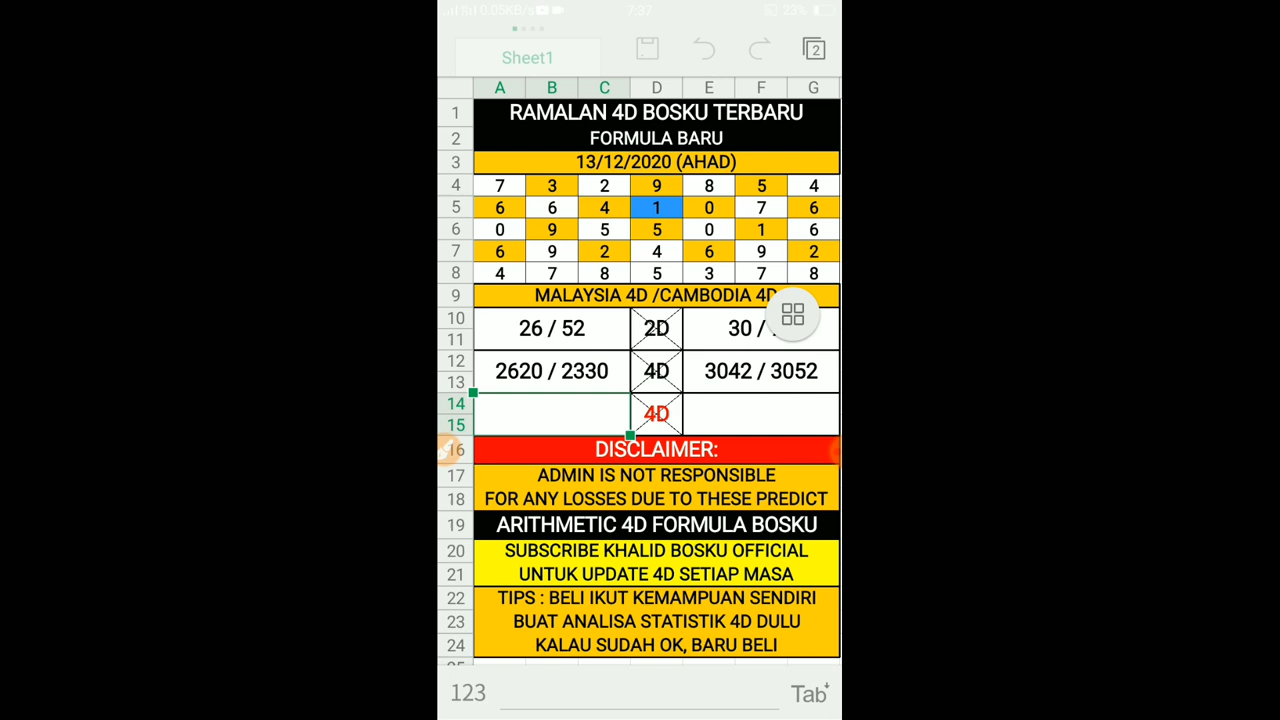 0.05KB/s 7:37 23%
Sheet1 2
A B C D E F G
1 RAMALAN 4D BOSKU TERBARU
2 FORMULA BARU
3 13/12/2020 (AHAD)
4 7 3 2 9 8 5 4
5 6 6 4 1 0 7 6
6 0 9 5 5 0 1 6
7 6 9 2 4 6 9 2
8 4 7 8 5 3 7 8
9 MALAYSIA 4D /CAMBODIA 4D
10
26 / 52 2D 30 /
11
12
2620 / 2330 4D 3042 / 3052
13
14
4D
15
16 DISCLAIMER:
17 ADMIN IS NOT RESPONSIBLE
18 FOR ANY LOSSES DUE TO THESE PREDICT
19 ARITHMETIC 4D FORMULA BOSKU
20 SUBSCRIBE KHALID BOSKU OFFICIAL
21 UNTUK UPDATE 4D SETIAP MASA
22 TIPS : BELI IKUT KEMAMPUAN SENDIRI
23 BUAT ANALISA STATISTIK 4D DULU
24 KALAU SUDAH OK, BARU BELI
123 Tab